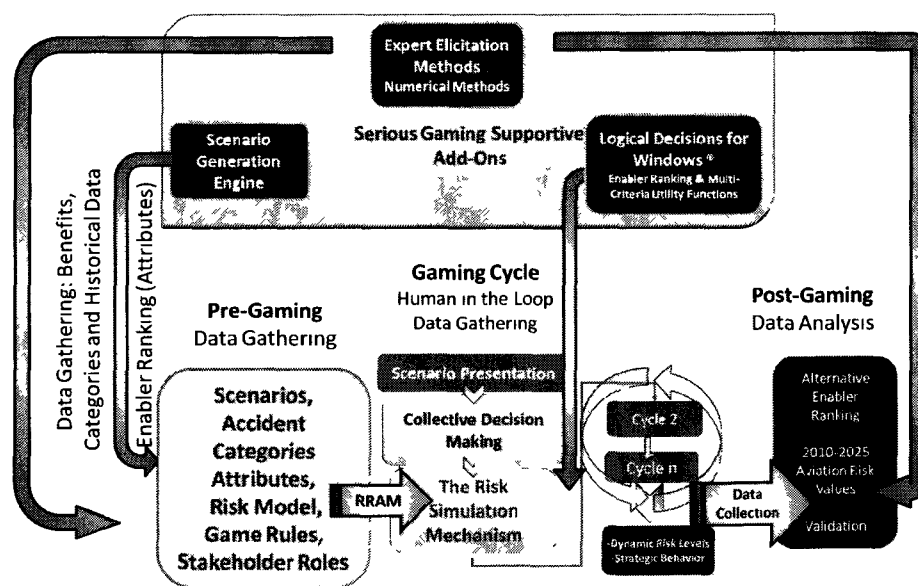 Expert Elicitation
Methods
Numerical Methods
Scenario
Generation
Engine
Serious Gaming Supportive
Add-Ons
Logical Decisions for
Windows ®
Enabler Ranking & Multi-
Criteria Utility Functions
Data Gathering: Benefits,
Categories and Historical Data
Enabler Ranking (Attributes)
Pre-Gaming
Data Gathering
Gaming Cycle
Human in the Loop
Data Gathering
Post-Gaming
Data Analysis
Scenarios,
Accident
Categories
Attributes,
Risk Model,
Game Rules,
Stakeholder Roles
RRAM
Scenario Presentation
Collective Decision
Making
The Risk
Simulation
Mechanism
Cycle 2
Cycle n
-Dynamic Risk Levels
Strategic Behavior
Data
Collection
Alternative
Enabler
Ranking
2010-2025
Aviation Risk
Values
Validation